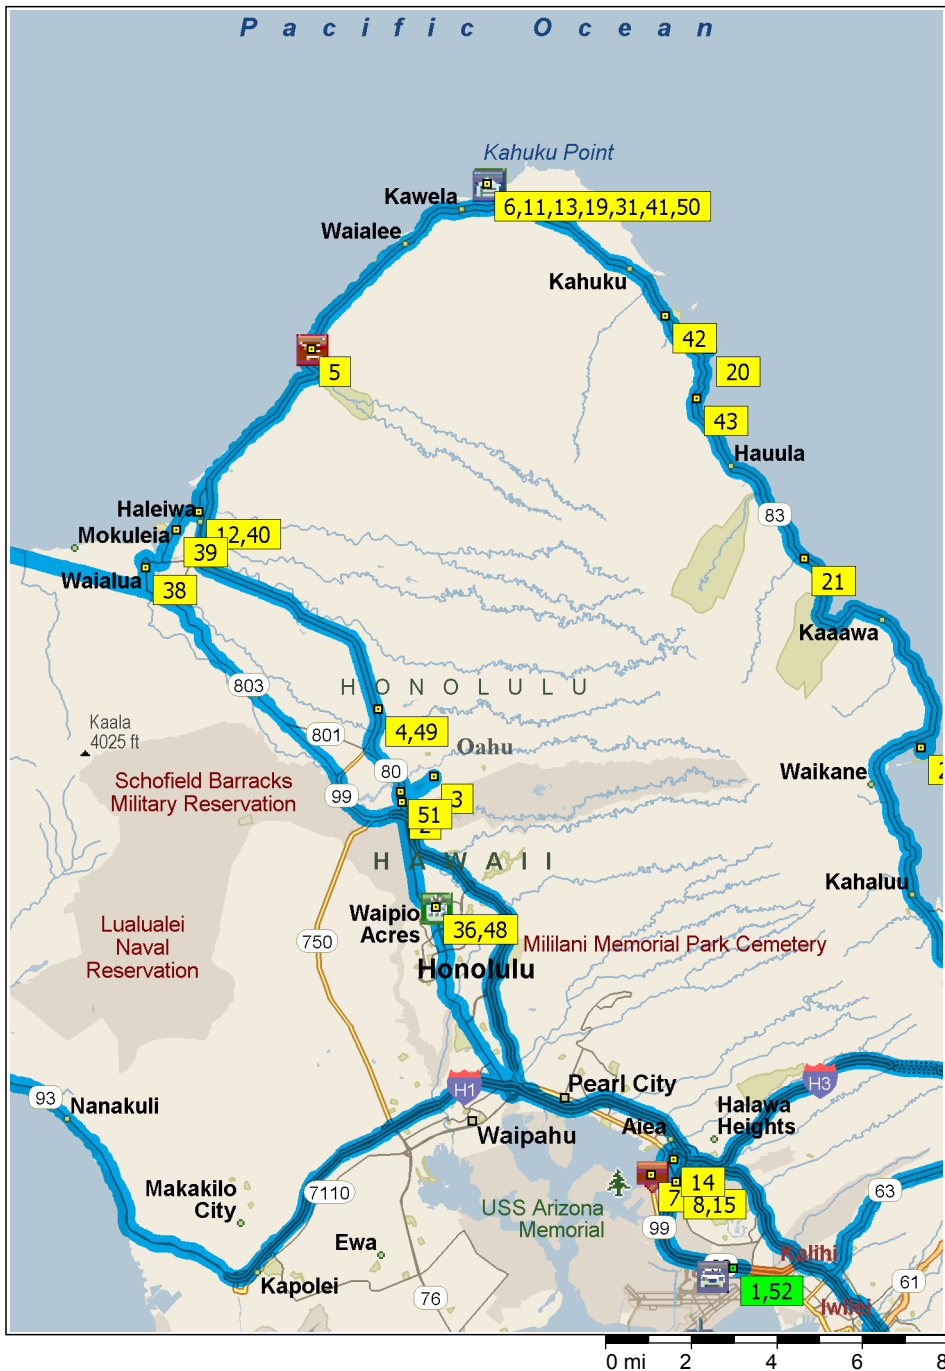 Pacific Ocean
Kahuku Point
Kawela
6,11,13,19,31,41,50
Waialee
Kahuku
42
5
20
43
Hauula
Haleiwa
83
Mokuleia
12,40
39
Waialua
38
21
Kaaawa
803
HONOLULU
Kaala
4025 ft
801
4,49
Oahu
80
Waikane
2
Schofield Barracks
Military Reservation
99
3
51
2
HAWAII
Kahaluu
Waipio
Acres
36,48
Lualualei
Naval
Reservation
750
Mililani Memorial Park Cemetery
Honolulu
H1
Pearl City
H3
93
Nanakuli
Halawa
Heights
Aiea
Waipahu
14
7
8,15
Makakilo
City
7110
USS Arizona
Memorial
63
99
Ewa
Kalihi
Kapolei
1,52
61
76
Iwilei
0 mi 2 4 6 8